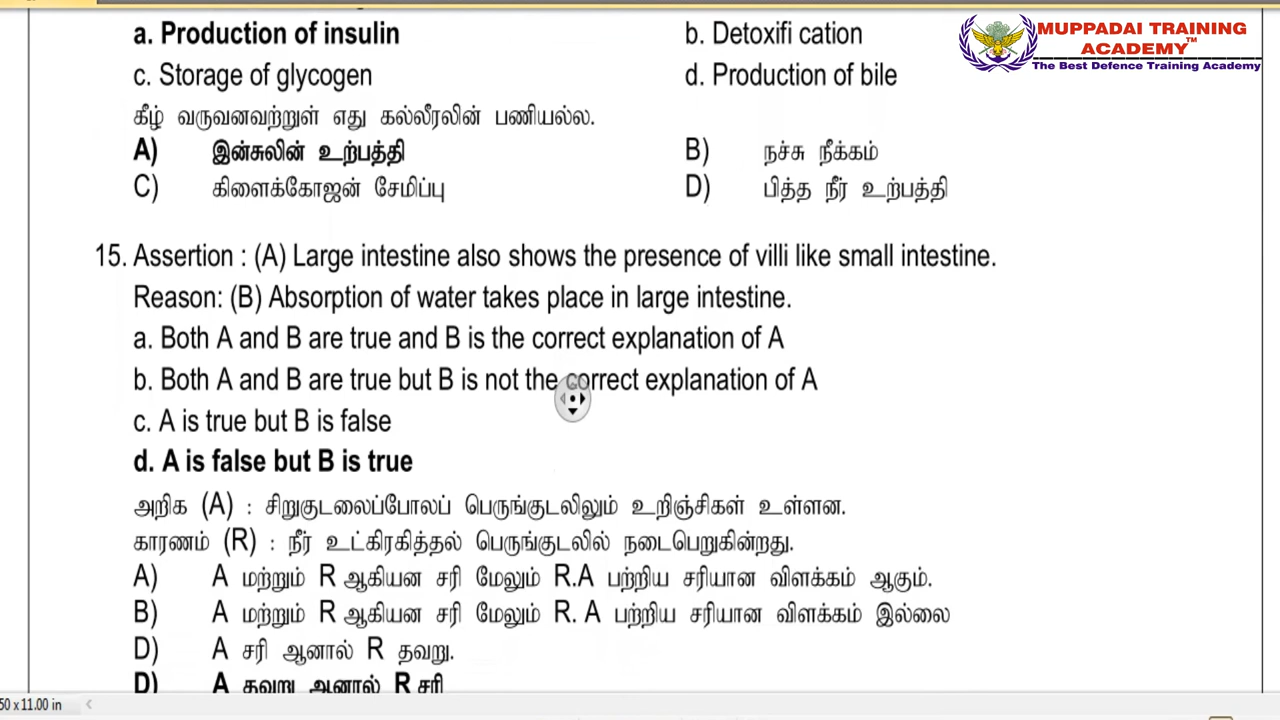 MUPPADAI TRAINING
ACADEMY™
The Best Defence Training Academy
a. Production of insulin b. Detoxifi cation
c. Storage of glycogen d. Production of bile
கீழ் வருவனவற்றுள் எது கல்லீரலின் பணியல்ல.
A) இன்சுலின் உற்பத்தி B) நச்சு நீக்கம்
C) கிளைக்கோஜன் சேமிப்பு D) பித்த நீர் உற்பத்தி
15. Assertion : (A) Large intestine also shows the presence of villi like small intestine.
Reason: (B) Absorption of water takes place in large intestine.
a. Both A and B are true and B is the correct explanation of A
b. Both A and B are true but B is not the correct explanation of A
c. A is true but B is false
d. A is false but B is true
அறிக (A) : சிறுகுடலைப்போலப் பெருங்குடலிலும் உறிஞ்சிகள் உள்ளன.
காரணம் (R) : நீர் உட்கிரகித்தல் பெருங்குடலில் நடைபெறுகின்றது.
A) A மற்றும் R ஆகியன சரி மேலும் R.A பற்றிய சரியான விளக்கம் ஆகும்.
B) A மற்றும் R ஆகியன சரி மேலும் R. A பற்றிய சரியான விளக்கம் இல்லை
D) A சரி ஆனால் R தவறு.
D) A தவறு ஆனால் R சரி
50 x 11.00 in